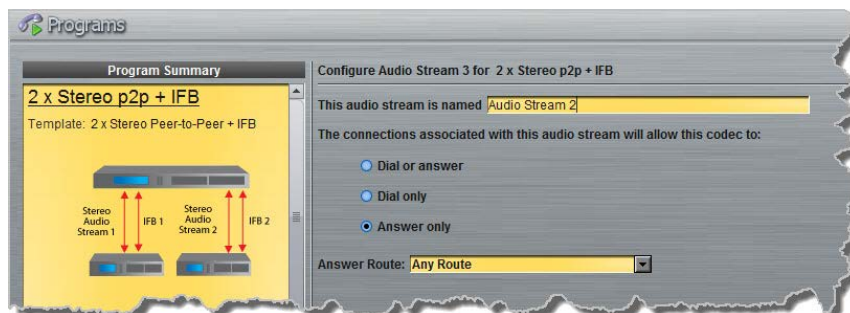 Programs
Program Summary
2 x Stereo p2p + IFB
Template: 2 x Stereo Peer-to-Peer + IFB
Stereo
Audio
Stream 1
IFB 1
Stereo
Audio
Stream 2
IFB 2
Configure Audio Stream 3 for 2 x Stereo p2p + IFB
This audio stream is named Audio Stream 2
The connections associated with this audio stream will allow this codec to:
Dial or answer
Dial only
Answer only
Answer Route: Any Route